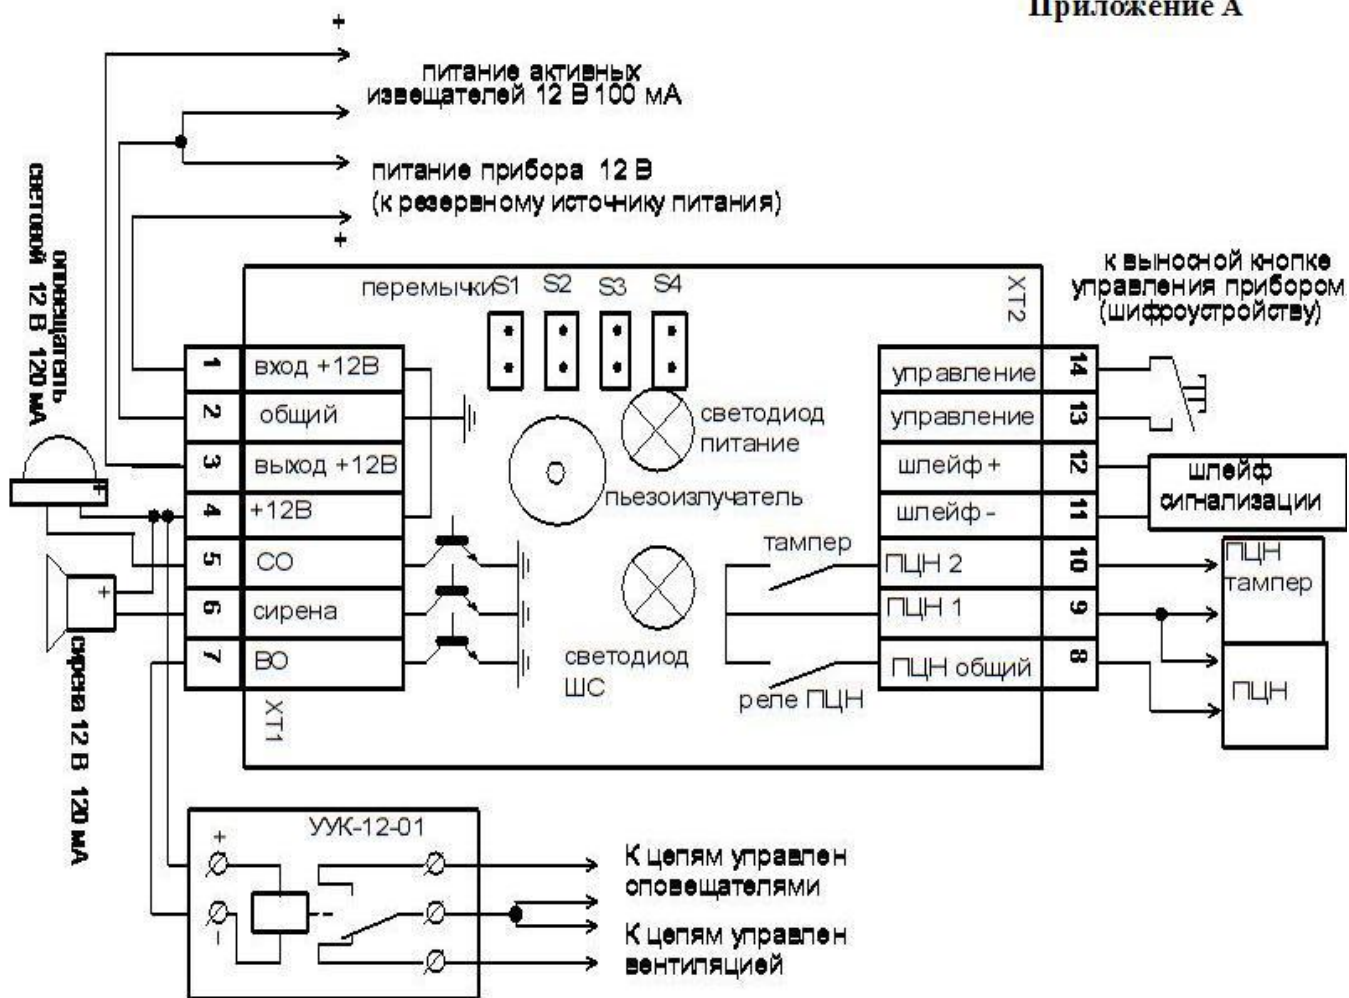 Приложение А
+
питание активных
извещателей 12 В 100 мА
питание прибора 12 В
(к резервному источнику питания)
+
оповещатель
световой 12 В 120 мА
+
сирена 12 В 120 мА
+
перемычки S1 S2 S3 S4
XT2
к выносной кнопке
управления прибором
(шифроустройству)
1 вход +12В
2 общий
3 выход +12В
4 +12В
5 СО
6 сирена
7 ВО
XT1
светодиод
питание
пьезоизлучатель
тампер
светодиод
ШС
реле ПЦН
управление 14
управление 13
шлейф + 12
шлейф - 11
ПЦН 2 10
ПЦН 1 9
ПЦН общий 8
шлейф
сигнализации
ПЦН
тампер
ПЦН
УУК-12-01
+
-
К цепям управлен
оповещателями
К цепям управлен
вентиляцией